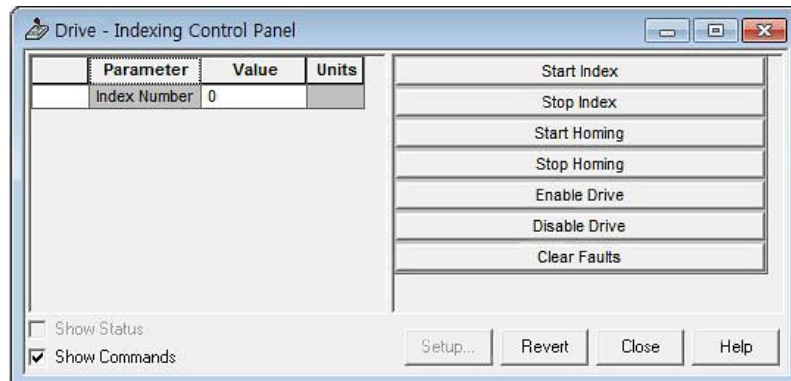 Drive - Indexing Control Panel
Parameter Value Units
Index Number 0
Start Index
Stop Index
Start Homing
Stop Homing
Enable Drive
Disable Drive
Clear Faults
Show Status
Show Commands
Setup... Revert Close Help